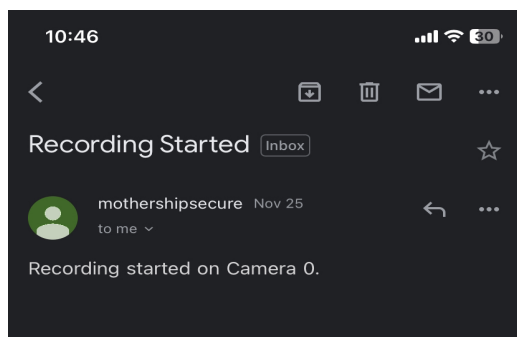 10:46 30
Recording Started Inbox
mothershipsecure Nov 25
to me
Recording started on Camera 0.